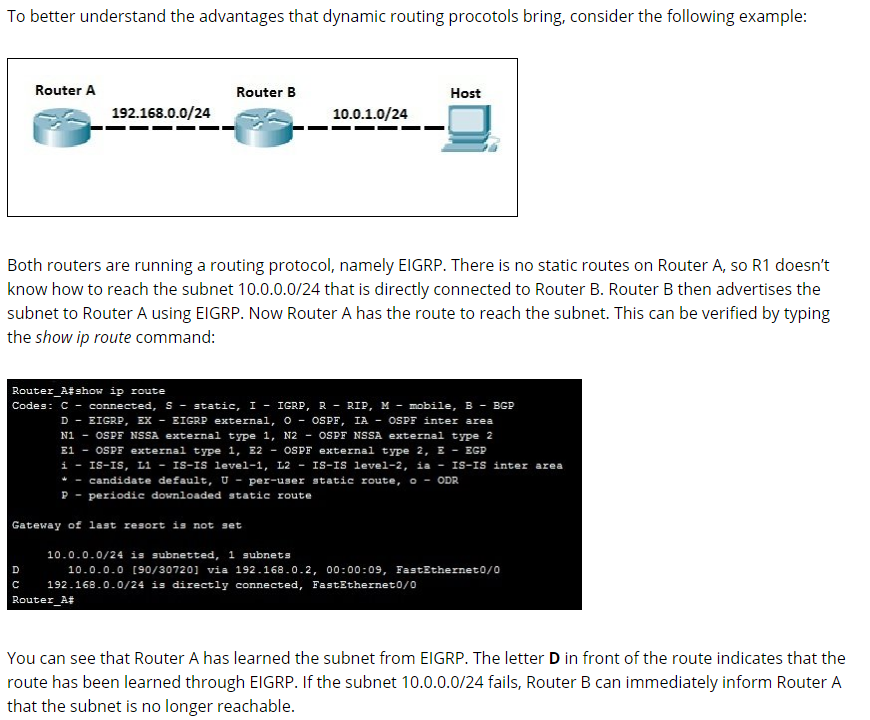 To better understand the advantages that dynamic routing procotols bring, consider the following example:
Router A
Router B
Host
192.168.0.0/24
10.0.1.0/24
Both routers are running a routing protocol, namely EIGRP. There is no static routes on Router A, so R1 doesn't
know how to reach the subnet 10.0.0.0/24 that is directly connected to Router B. Router B then advertises the
subnet to Router A using EIGRP. Now Router A has the route to reach the subnet. This can be verified by typing
the show ip route command:
Router_A#show ip route
Codes: C - connected, S - static, I - IGRP, R - RIP, M - mobile, B - BGP
D - EIGRP, EX - EIGRP external, O - OSPF, IA - OSPF inter area
N1 - OSPF NSSA external type 1, N2 - OSPF NSSA external type 2
E1 - OSPF external type 1, E2 - OSPF external type 2, E - EGP
i - IS-IS, L1 - IS-IS level-1, L2 - IS-IS level-2, ia - IS-IS inter area
* - candidate default, U - per-user static route, o - ODR
P - periodic downloaded static route
Gateway of last resort is not set
10.0.0.0/24 is subnetted, 1 subnets
D 10.0.0.0 [90/30720] via 192.168.0.2, 00:00:09, FastEthernet0/0
C 192.168.0.0/24 is directly connected, FastEthernet0/0
Router_A#
You can see that Router A has learned the subnet from EIGRP. The letter D in front of the route indicates that the
route has been learned through EIGRP. If the subnet 10.0.0.0/24 fails, Router B can immediately inform Router A
that the subnet is no longer reachable.